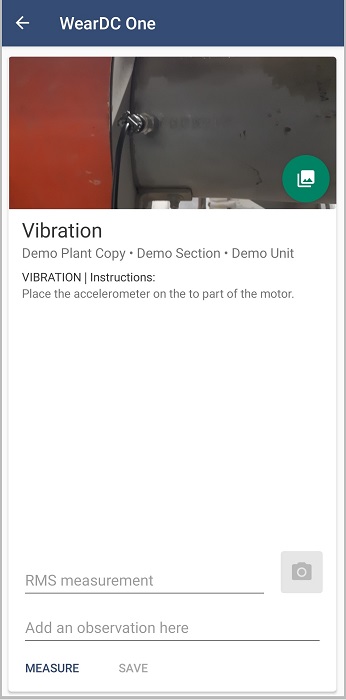 WearDC One
Vibration
Demo Plant Copy • Demo Section • Demo Unit
VIBRATION | Instructions:
Place the accelerometer on the to part of the motor.
RMS measurement
Add an observation here
MEASURE SAVE